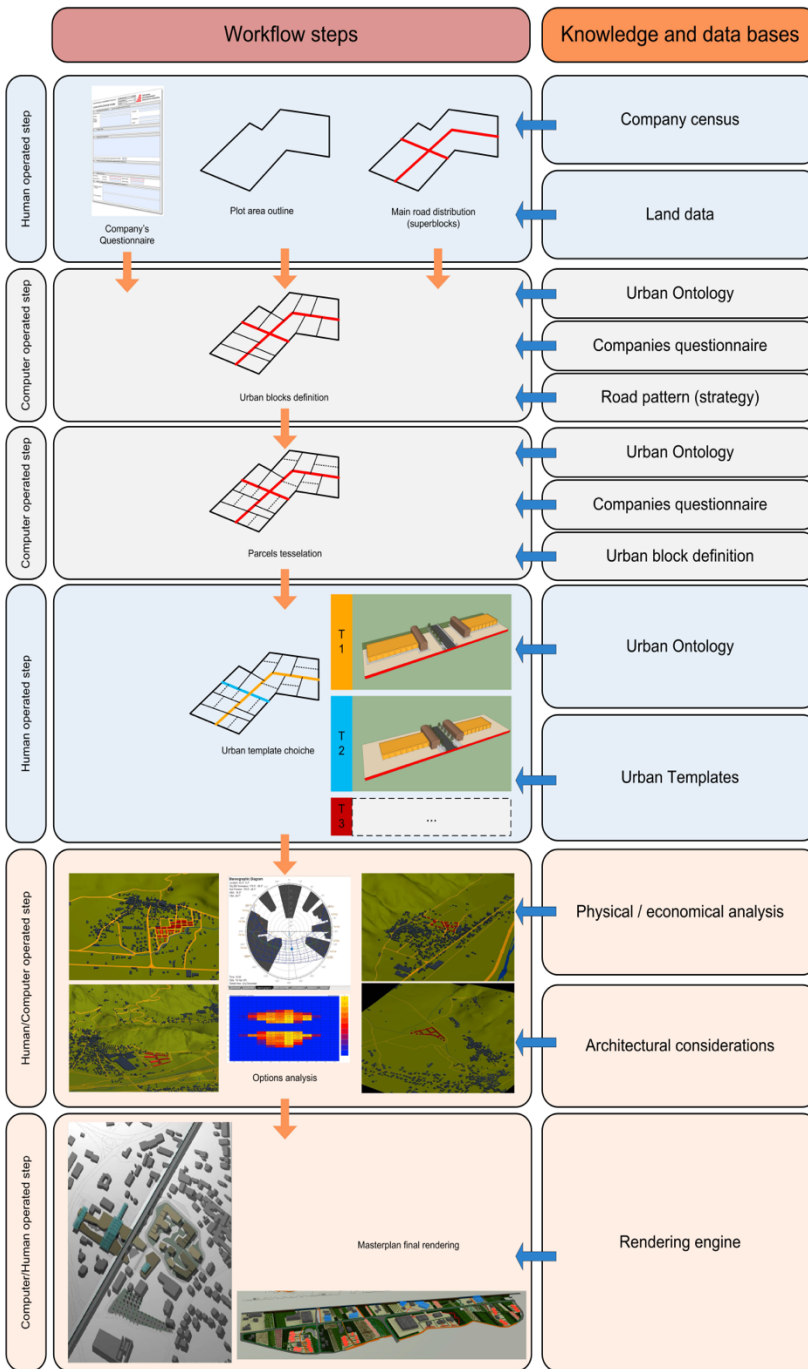 Workflow steps
Knowledge and data bases
Human operated step
Company's
Questionnaire
Plot area outline
Main road distribution
(superblocks)
Company census
Land data
Computer operated step
Urban blocks definition
Urban Ontology
Companies questionnaire
Road pattern (strategy)
Computer operated step
Parcels tesselation
Urban Ontology
Companies questionnaire
Urban block definition
Human operated step
Urban template choiche
T
1
T
2
T
3
...
Urban Ontology
Urban Templates
Human/Computer operated step
Options analysis
Physical / economical analysis
Architectural considerations
Computer/Human operated step
Masterplan final rendering
Rendering engine